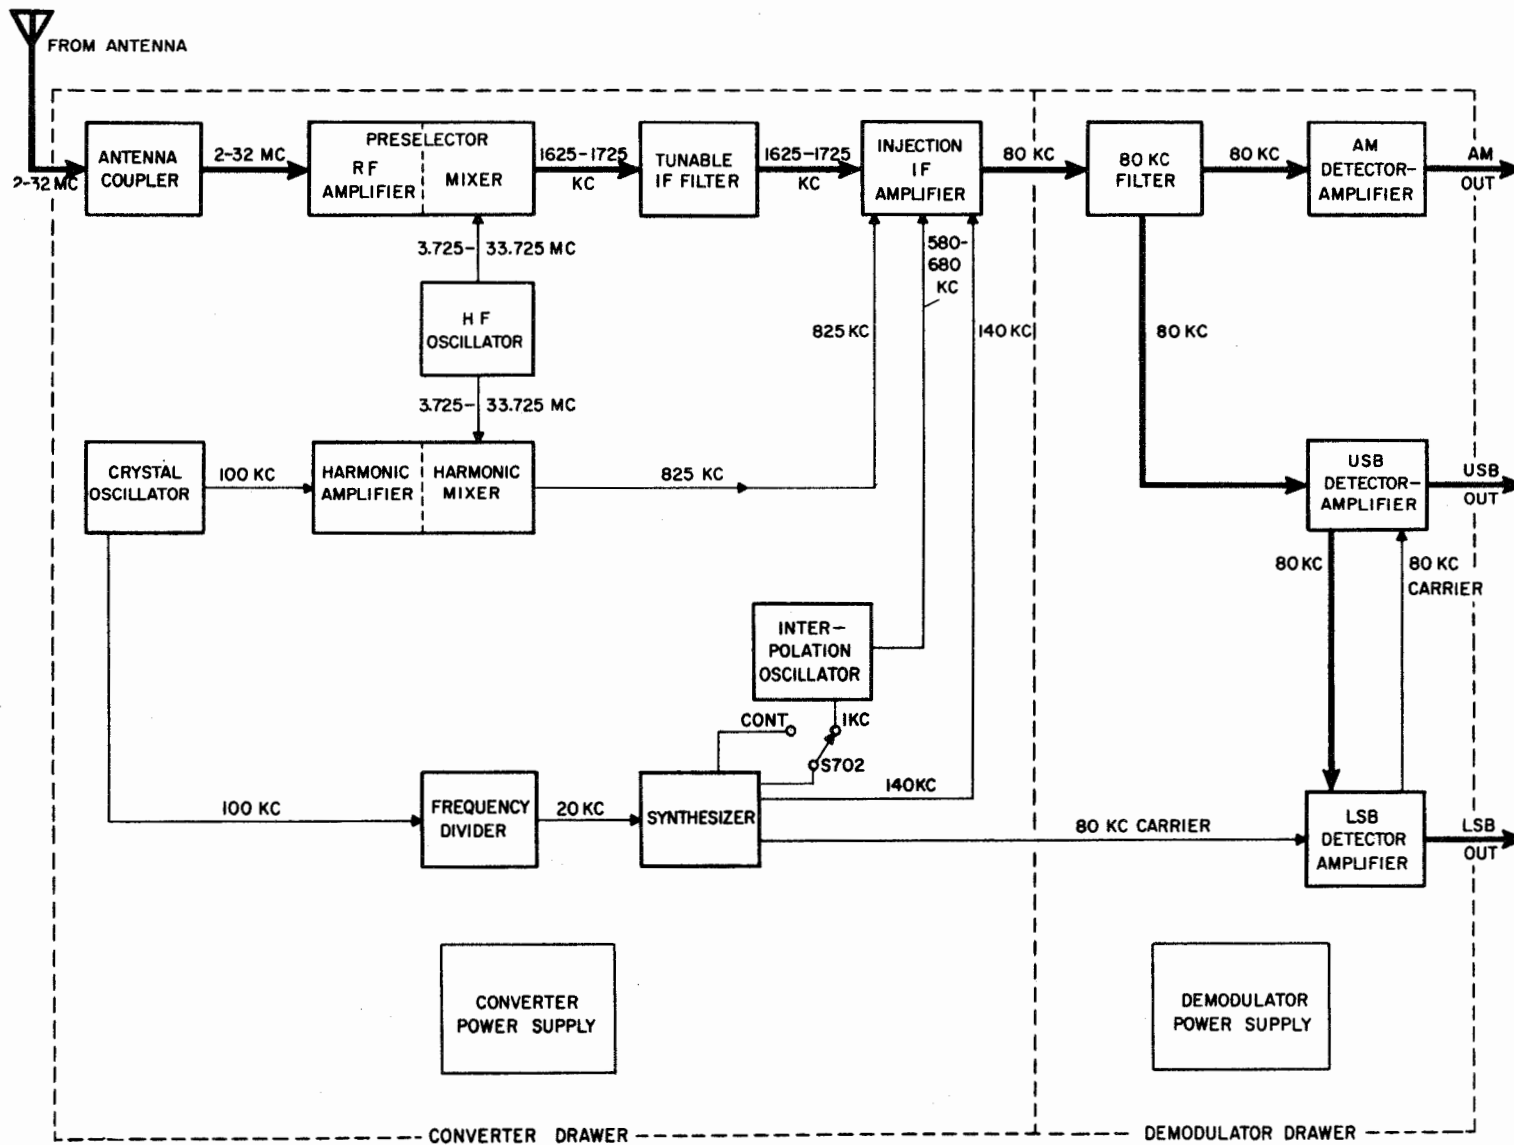 FROM ANTENNA
2-32 MC
ANTENNA
COUPLER
2-32 MC
PRESELECTOR
RF
AMPLIFIER
MIXER
1625-1725
KC
TUNABLE
IF FILTER
1625-1725
KC
INJECTION
IF
AMPLIFIER
80 KC
80 KC
FILTER
80 KC
AM
DETECTOR-
AMPLIFIER
AM
OUT
3.725- 33.725 MC
HF
OSCILLATOR
3.725- 33.725 MC
580-
680
KC
825 KC
140 KC
80 KC
CRYSTAL
OSCILLATOR
100 KC
HARMONIC
AMPLIFIER
HARMONIC
MIXER
825 KC
USB
DETECTOR-
AMPLIFIER
USB
OUT
80 KC
80 KC
CARRIER
INTER-
POLATION
OSCILLATOR
CONT
1KC
S702
100 KC
FREQUENCY
DIVIDER
20 KC
SYNTHESIZER
140KC
80 KC CARRIER
LSB
DETECTOR
AMPLIFIER
LSB
OUT
CONVERTER
POWER SUPPLY
DEMODULATOR
POWER SUPPLY
CONVERTER DRAWER
DEMODULATOR DRAWER